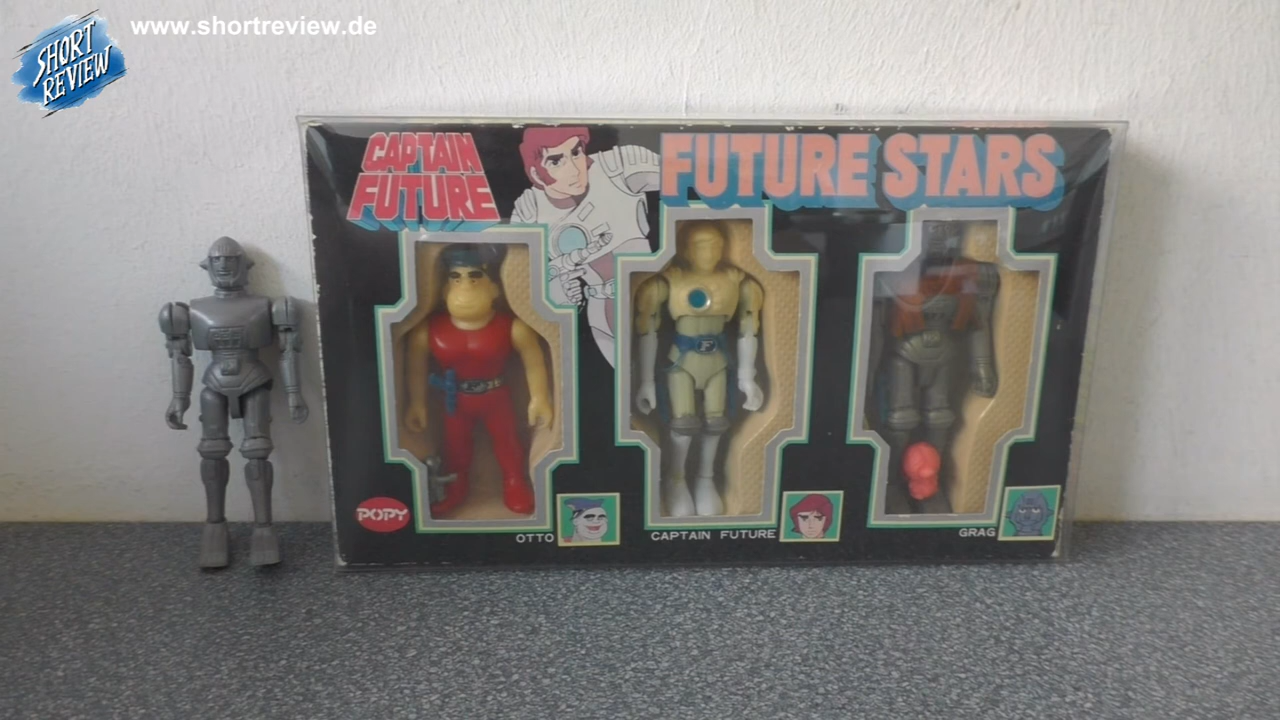 SHORT
REVIEW
www.shortreview.de
CAPTAIN
FUTURE
FUTURE STARS
F
POPY
OTTO
CAPTAIN FUTURE
GRAG